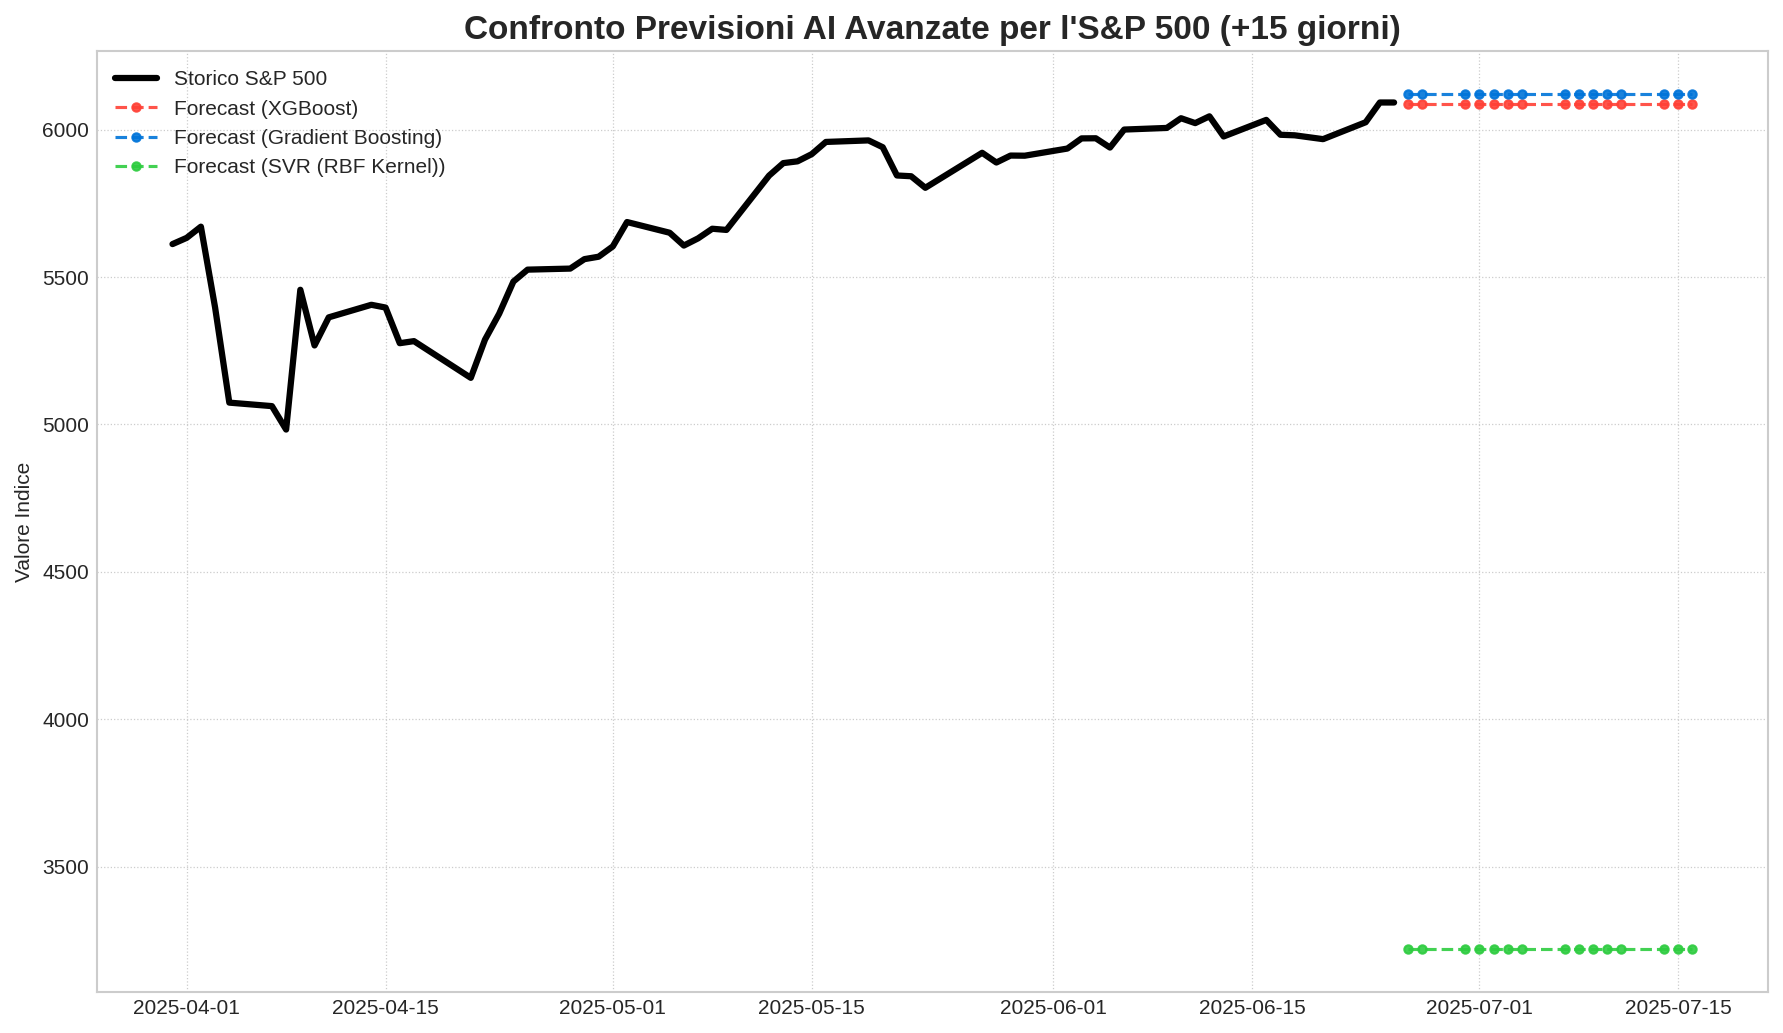 Confronto Previsioni AI Avanzate per l'S&P 500 (+15 giorni)
Storico S&P 500
Forecast (XGBoost)
Forecast (Gradient Boosting)
Forecast (SVR (RBF Kernel))
Valore Indice
6000
5500
5000
4500
4000
3500
2025-04-01
2025-04-15
2025-05-01
2025-05-15
2025-06-01
2025-06-15
2025-07-01
2025-07-15